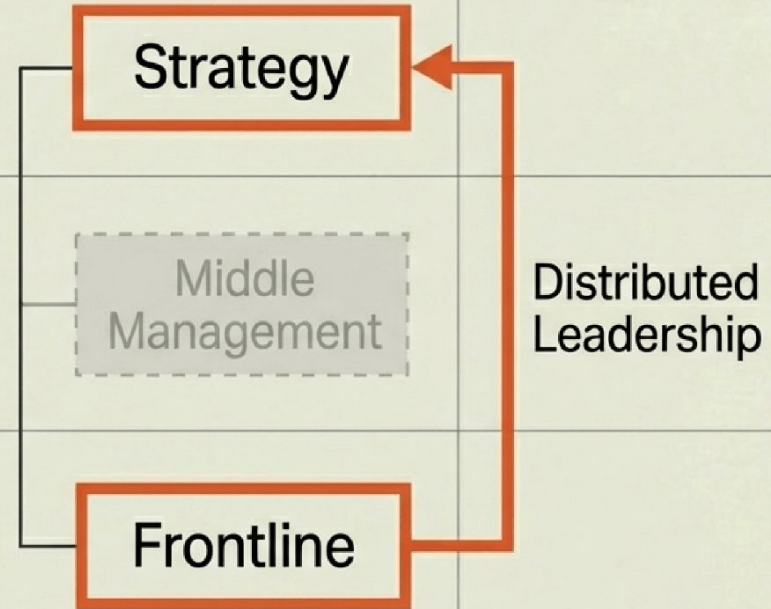 Strategy
Middle
Management
Distributed
Leadership
Frontline